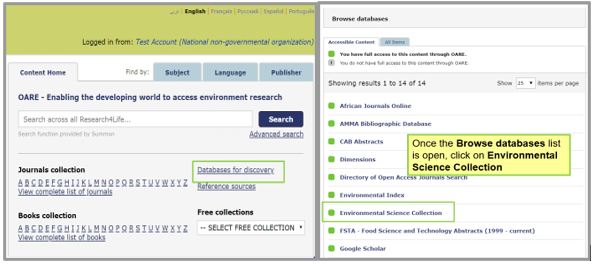 عربي | English | Français | Русский | Español | Português
Logged in from: Test Account (National non-governmental organization)
Content Home
Find by:
Subject
Language
Publisher
OARE - Enabling the developing world to access environment research
Search across all Research4Life...
Search
Search function provided by Summon
Advanced search
Journals collection
A B C D E F G H I J K L M N O P Q R S T U V W X Y Z
View complete list of journals
Databases for discovery
Reference sources
Books collection
A B C D E F G H I J K L M N O P Q R S T U V W X Y Z
View complete list of books
Free collections
-- SELECT FREE COLLECTION
Browse databases
Accessible Content
All items
You have full access to this content through OARE.
You do not have full access to this content through OARE.
Showing results 1 to 14 of 14
Show 25 items per page
African Journals Online
AMMA Bibliographic Database
CAB Abstracts
Dimensions
Directory of Open Access Journals Search
Environmental Index
Environmental Science Collection
FSTA - Food Science and Technology Abstracts (1999 - current)
Google Scholar
Once the Browse databases list
is open, click on Environmental
Science Collection